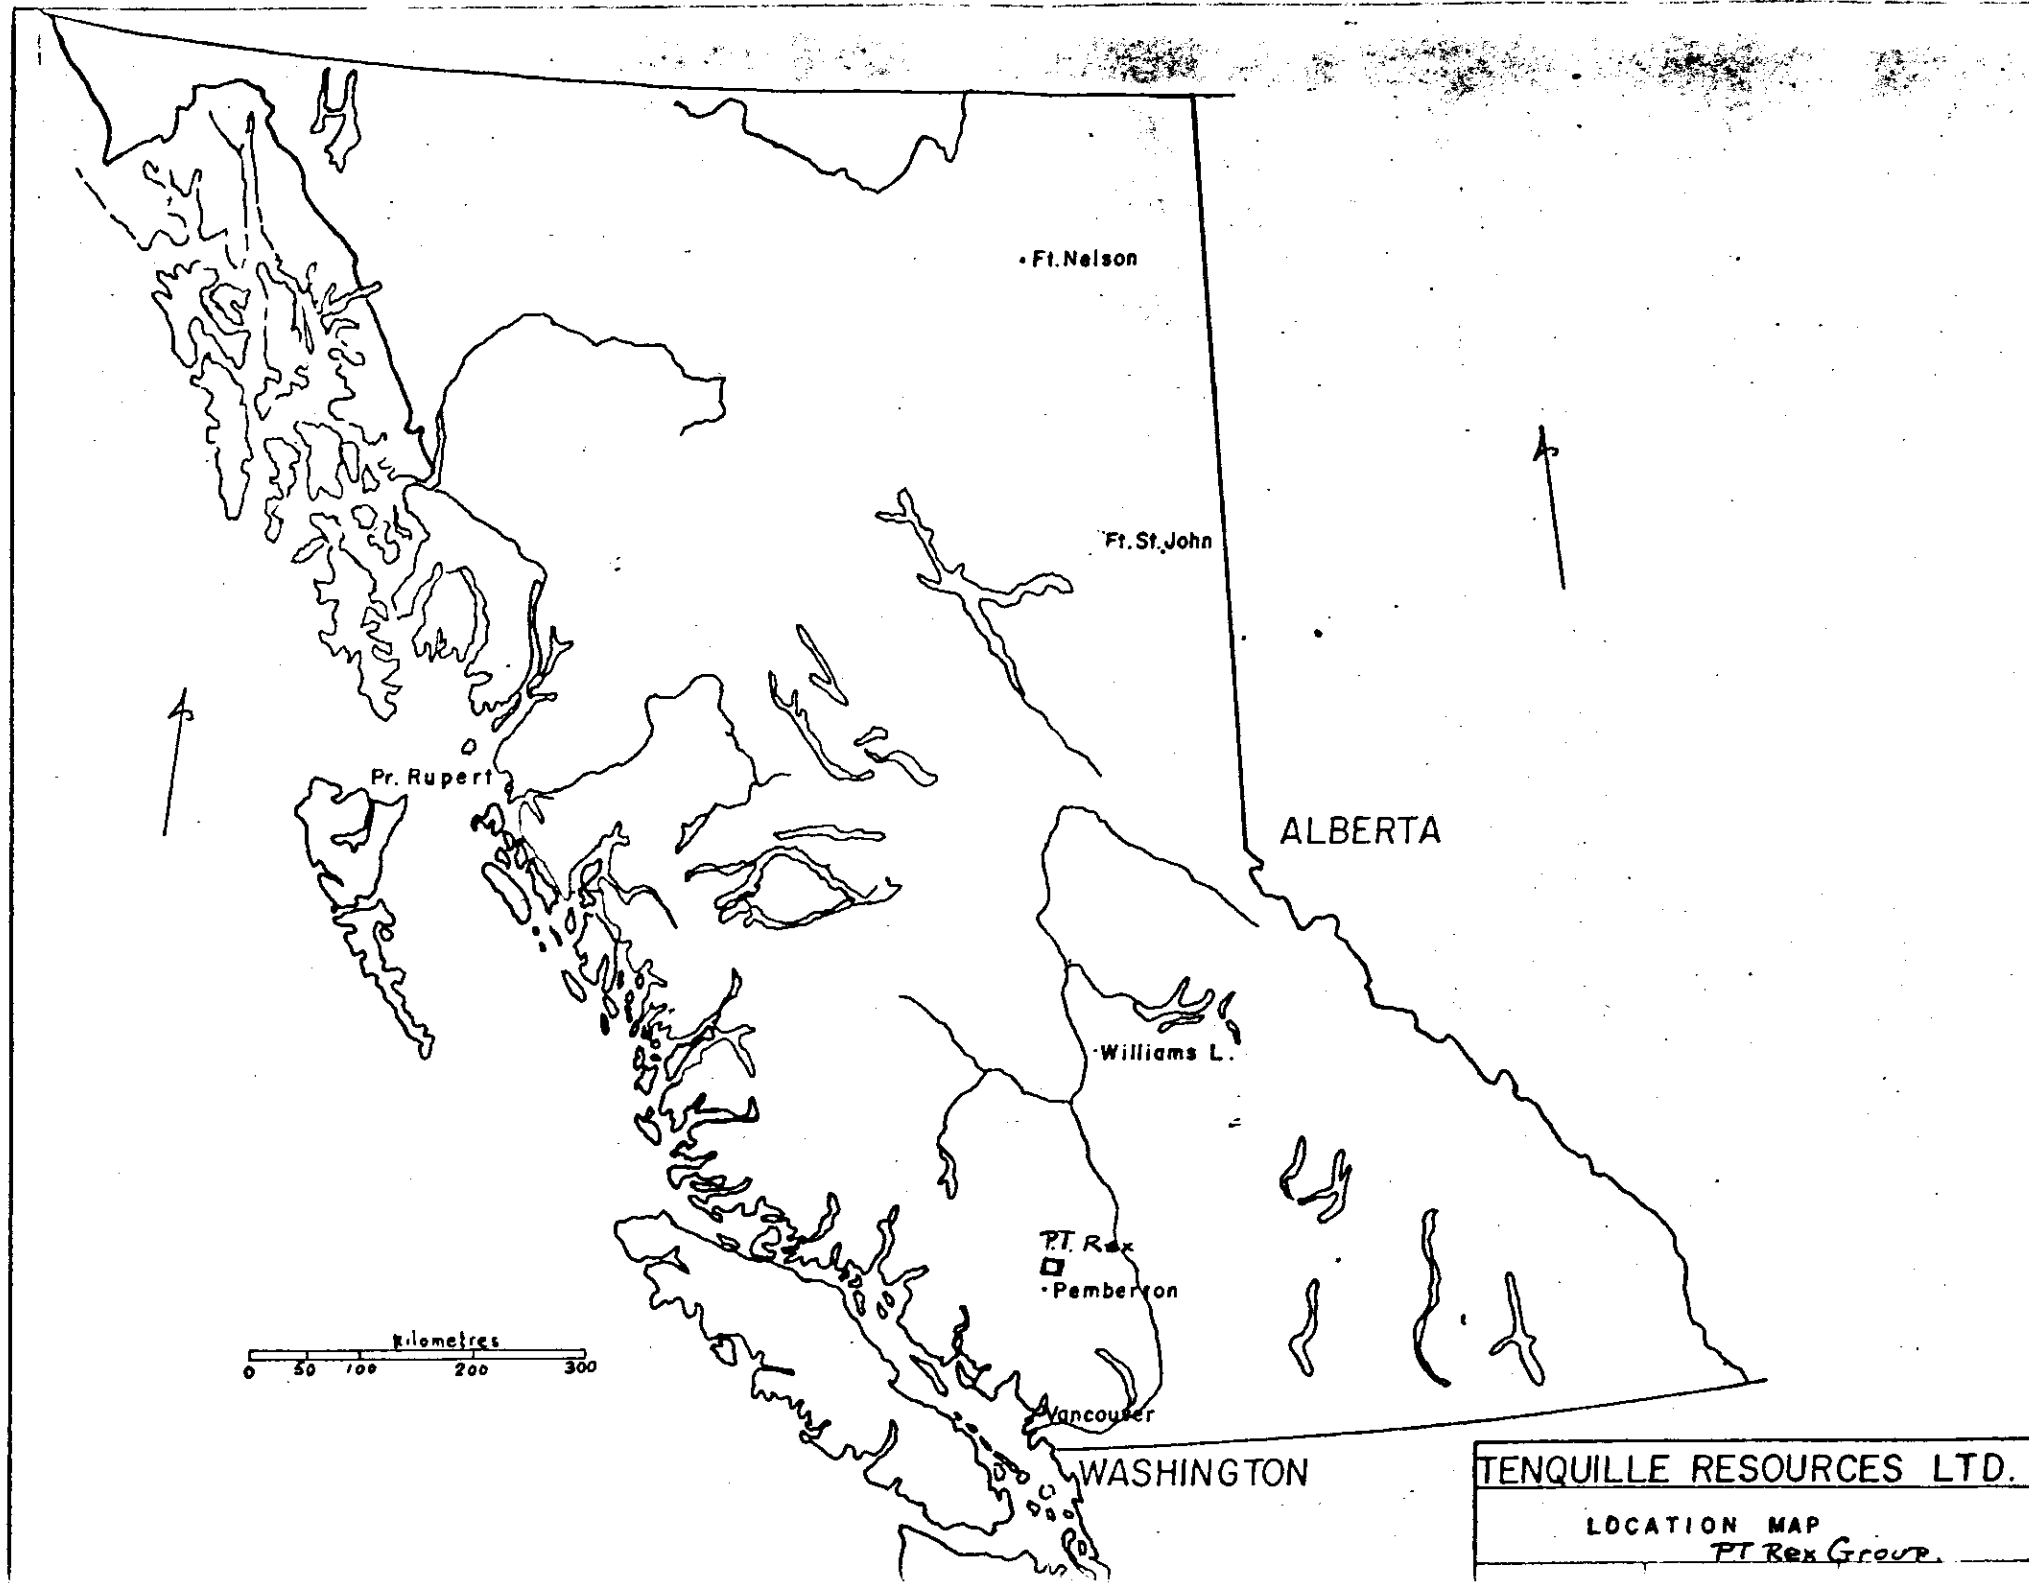 Ft. Nelson
Ft. St. John
Pr. Rupert
ALBERTA
Williams L.
P.T. Rex
Pemberton
kilometres
0 50 100 200 300
Vancouver
WASHINGTON
TENQUILLE RESOURCES LTD.
LOCATION MAP
PT Rex Group.